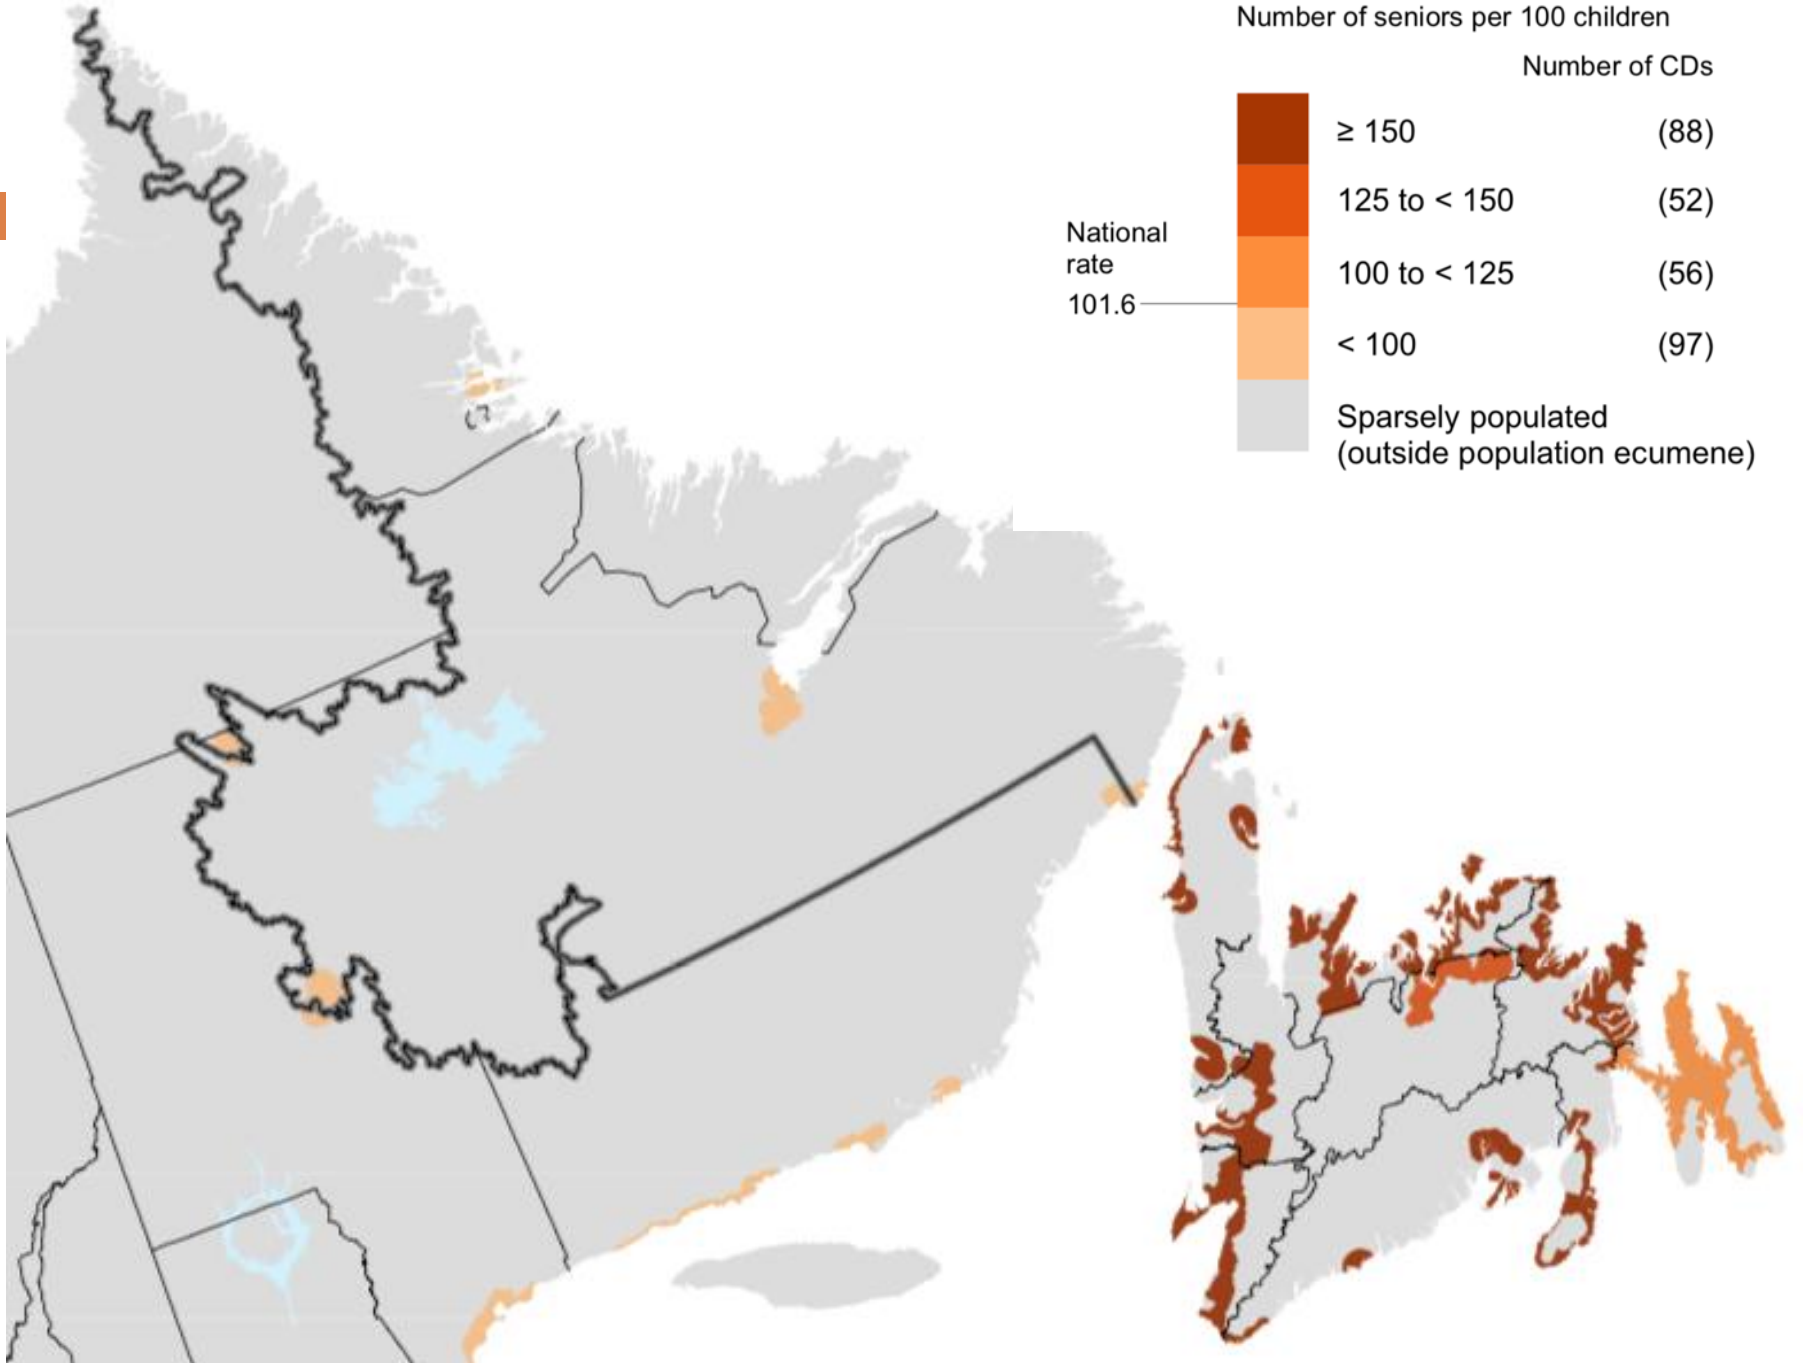 Number of seniors per 100 children
Number of CDs
≥ 150 (88)
125 to < 150 (52)
National
rate
101.6
100 to < 125 (56)
< 100 (97)
Sparsely populated
(outside population ecumene)